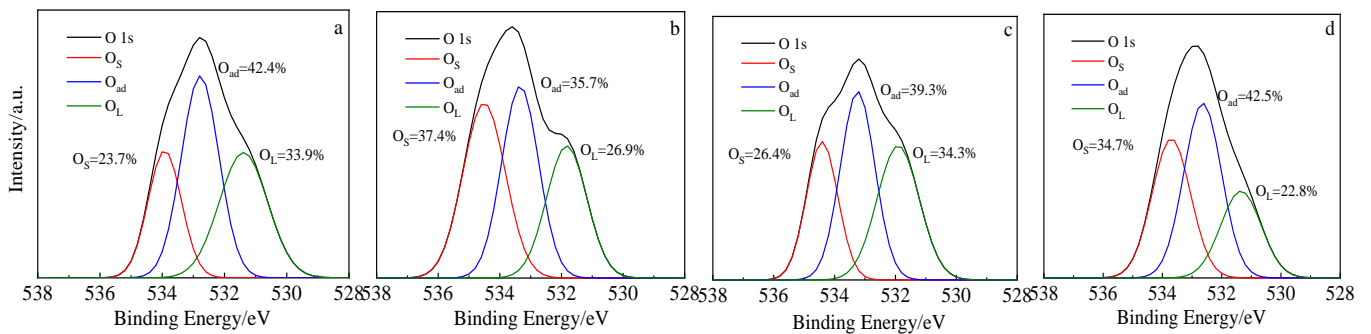 Intensity/a.u.
a
O 1s
O_S
O_ad
O_L
O_ad=42.4%
O_S=23.7%
O_L=33.9%
538 536 534 532 530 528
Binding Energy/eV
b
O 1s
O_S
O_ad
O_L
O_ad=35.7%
O_S=37.4%
O_L=26.9%
538 536 534 532 530 528
Binding Energy/eV
c
O 1s
O_S
O_ad
O_L
O_ad=39.3%
O_S=26.4%
O_L=34.3%
538 536 534 532 530 528
Binding Energy/eV
d
O 1s
O_S
O_ad
O_L
O_ad=42.5%
O_S=34.7%
O_L=22.8%
538 536 534 532 530 528
Binding Energy/eV